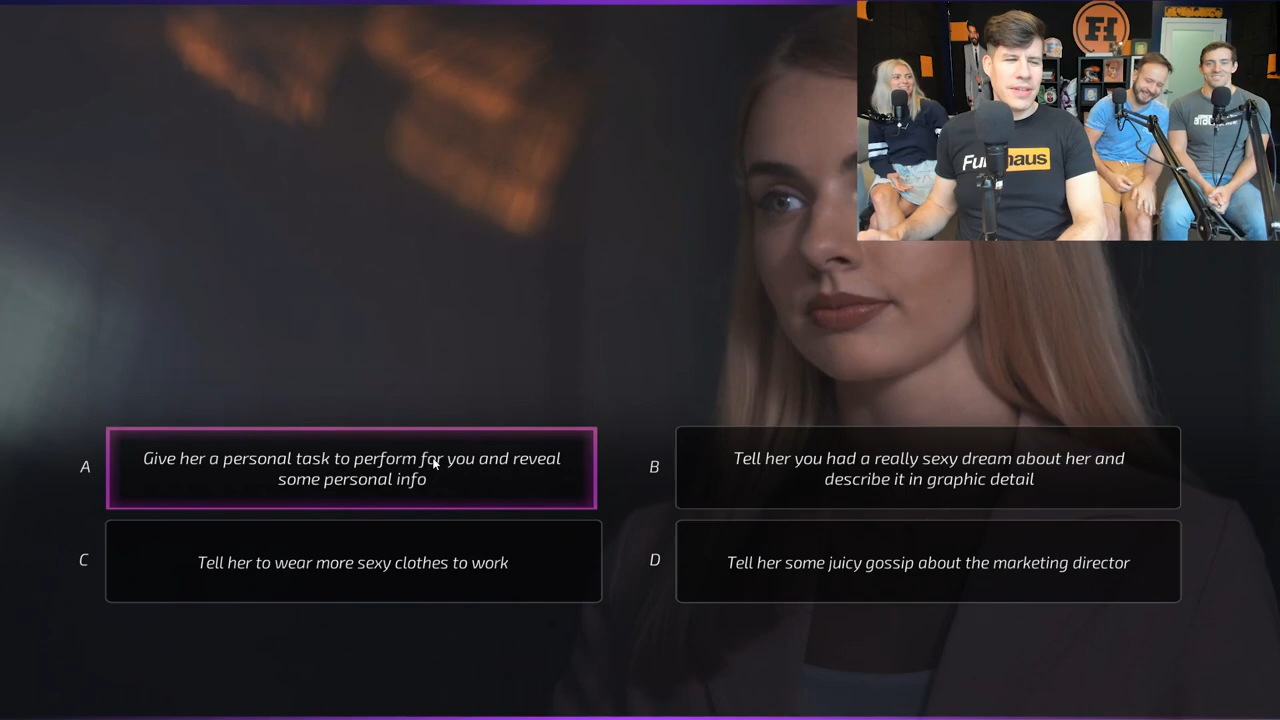 Fu haus
A
Give her a personal task to perform for you and reveal
some personal info
B
Tell her you had a really sexy dream about her and
describe it in graphic detail
C
Tell her to wear more sexy clothes to work
D
Tell her some juicy gossip about the marketing director